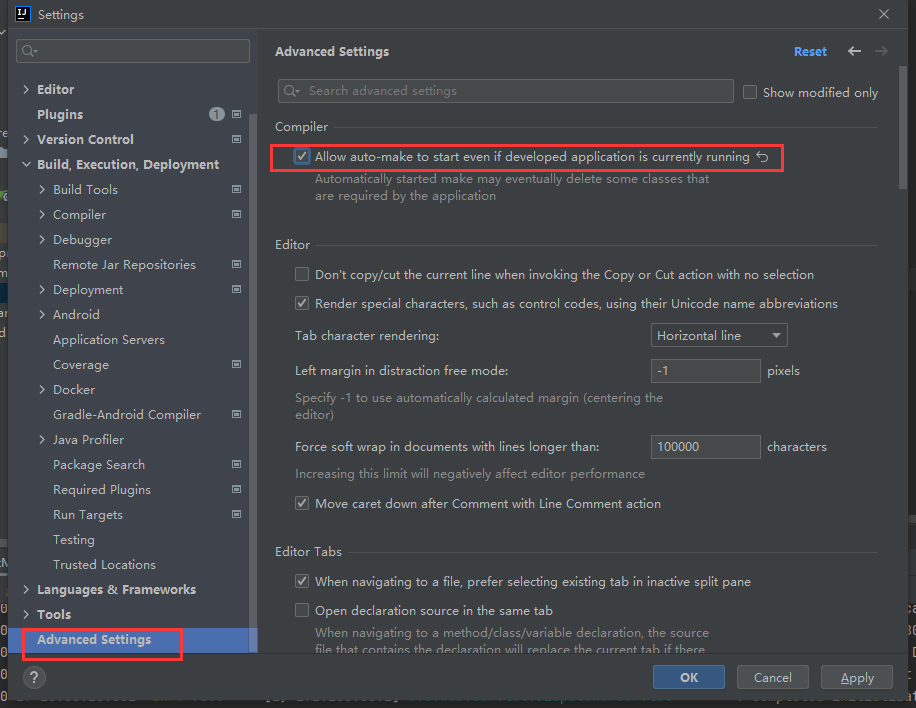 Settings
Editor
Plugins 1
Version Control
Build, Execution, Deployment
Build Tools
Compiler
Debugger
Remote Jar Repositories
Deployment
Android
Application Servers
Coverage
Docker
Gradle-Android Compiler
Java Profiler
Package Search
Required Plugins
Run Targets
Testing
Trusted Locations
Languages & Frameworks
Tools
Advanced Settings
?
Advanced Settings
Reset
Search advanced settings
Show modified only
Compiler
Allow auto-make to start even if developed application is currently running
Automatically started make may eventually delete some classes that
are required by the application
Editor
Don't copy/cut the current line when invoking the Copy or Cut action with no selection
Render special characters, such as control codes, using their Unicode name abbreviations
Tab character rendering: Horizontal line
Left margin in distraction free mode: -1 pixels
Specify -1 to use automatically calculated margin (centering the
editor)
Force soft wrap in documents with lines longer than: 100000 characters
Increasing this limit will negatively affect editor performance
Move caret down after Comment with Line Comment action
Editor Tabs
When navigating to a file, prefer selecting existing tab in inactive split pane
Open declaration source in the same tab
When navigating to a method/class/variable declaration, the source
file that contains the declaration will replace the current tab if there
OK
Cancel
Apply